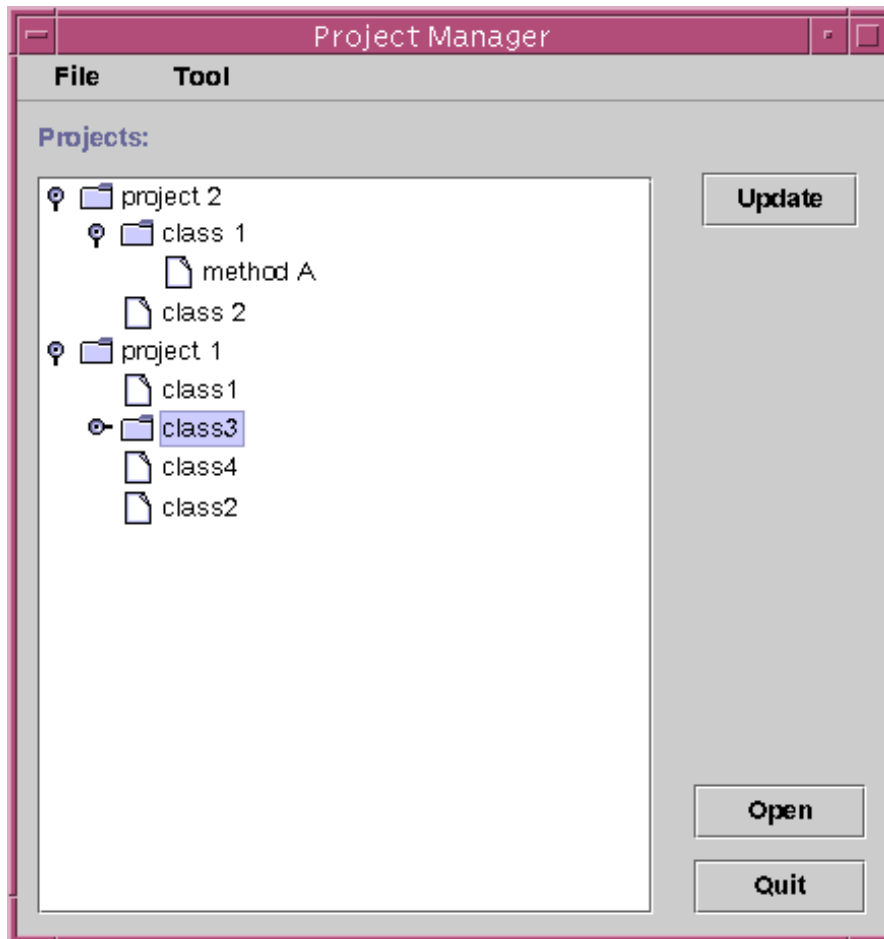 Project Manager
File Tool
Projects:
project 2
Update
class 1
method A
class 2
project 1
class1
class3
class4
class2
Open
Quit